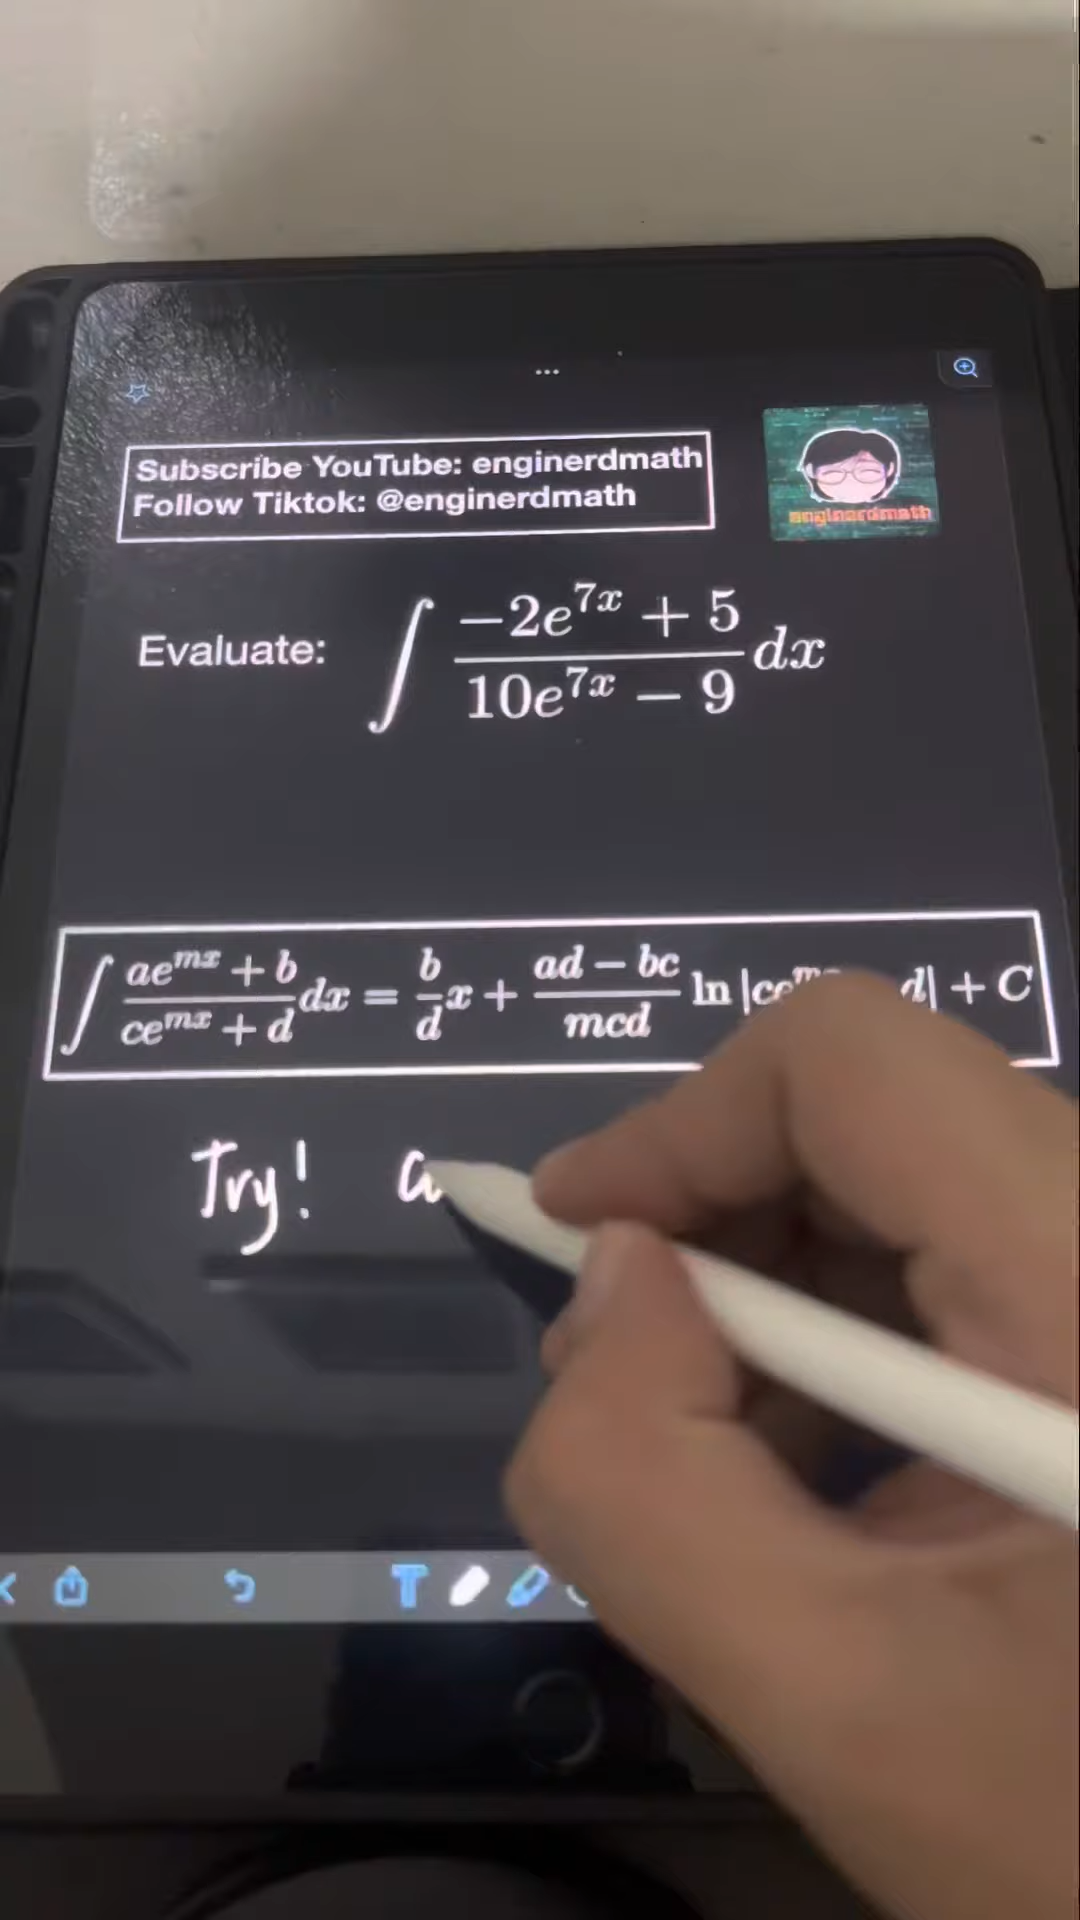 Subscribe YouTube: enginerdmath
Follow Tiktok: @enginerdmath
enginerdmath
Evaluate: ∫ (−2e^{7x} + 5)/(10e^{7x} − 9) dx
∫ (ae^{mx} + b)/(ce^{mx} + d) dx = (b/d)x + (ad − bc)/(mcd) ln |ce^{m d| + C
Try! a
T